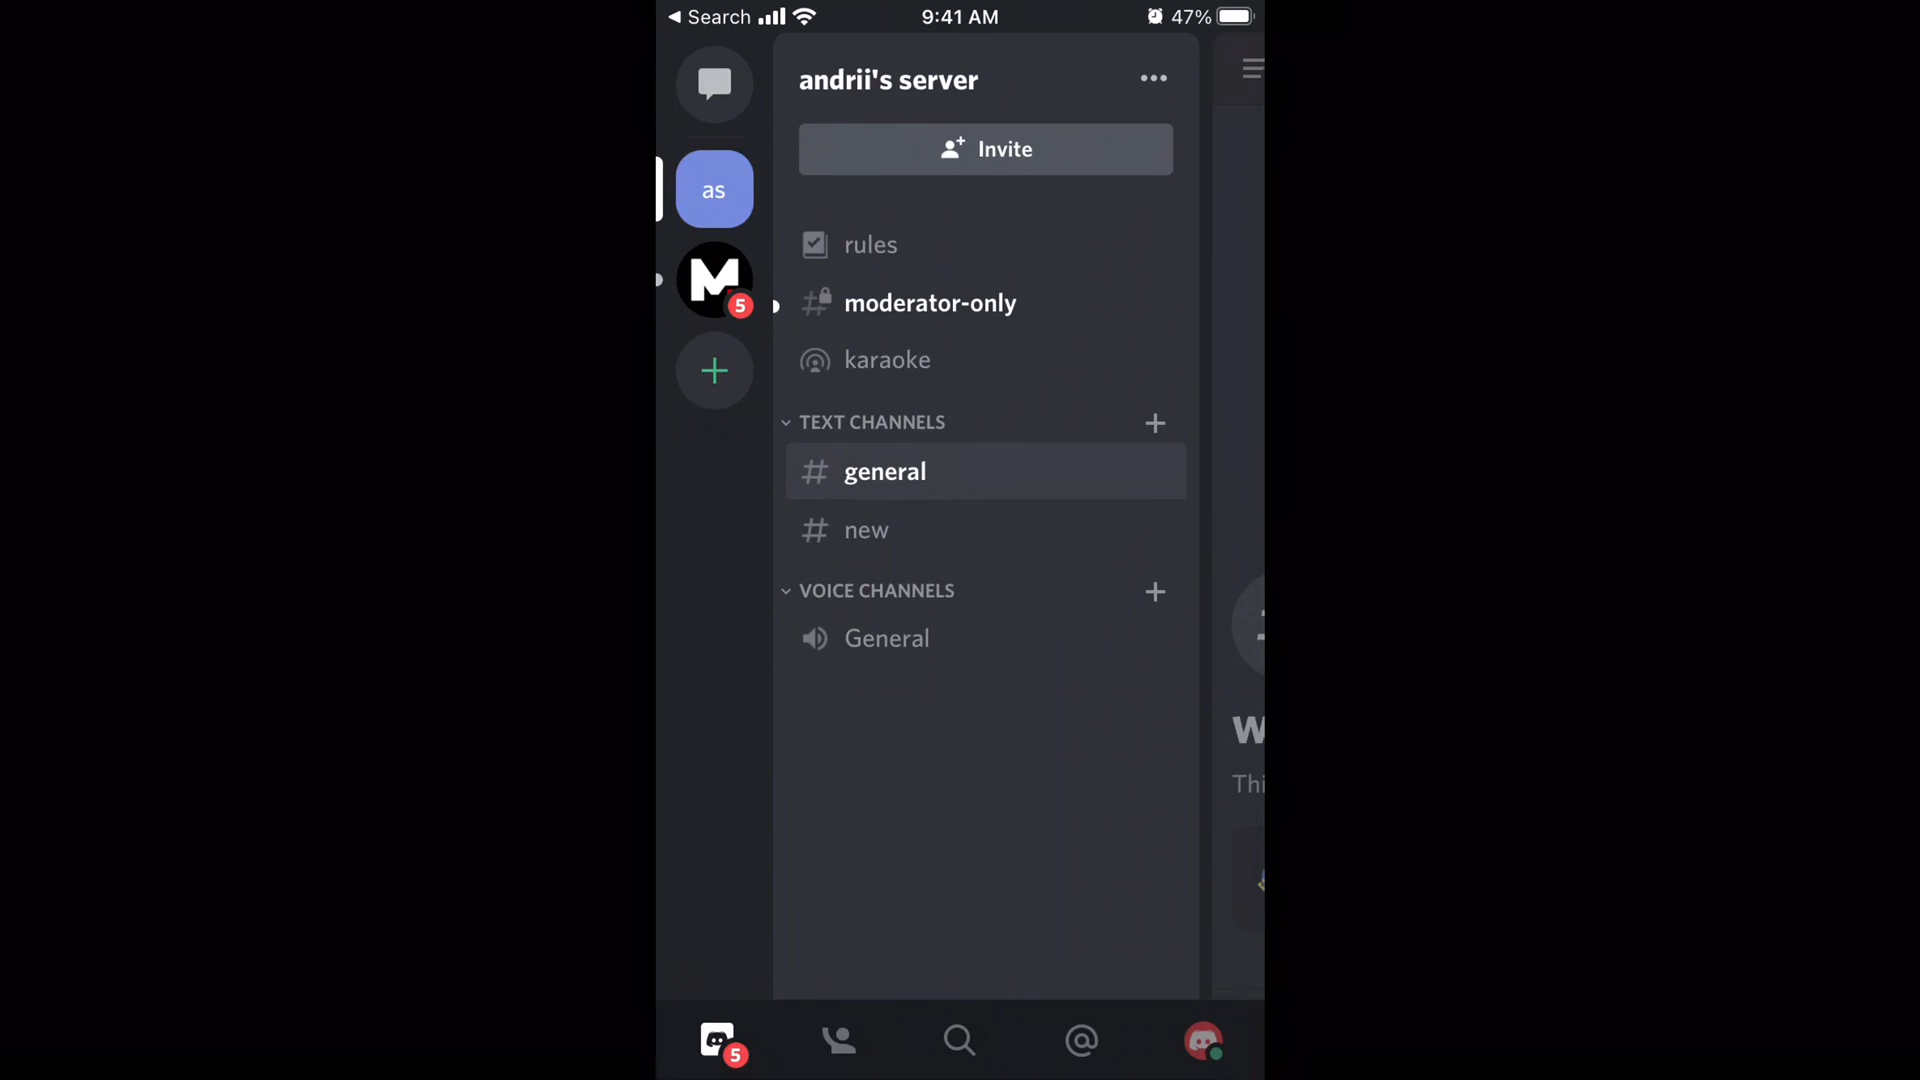 Search
9:41 AM
47%
andrii's server
Invite
as
rules
M
5
moderator-only
karaoke
TEXT CHANNELS
general
new
VOICE CHANNELS
General
W
Thi
5